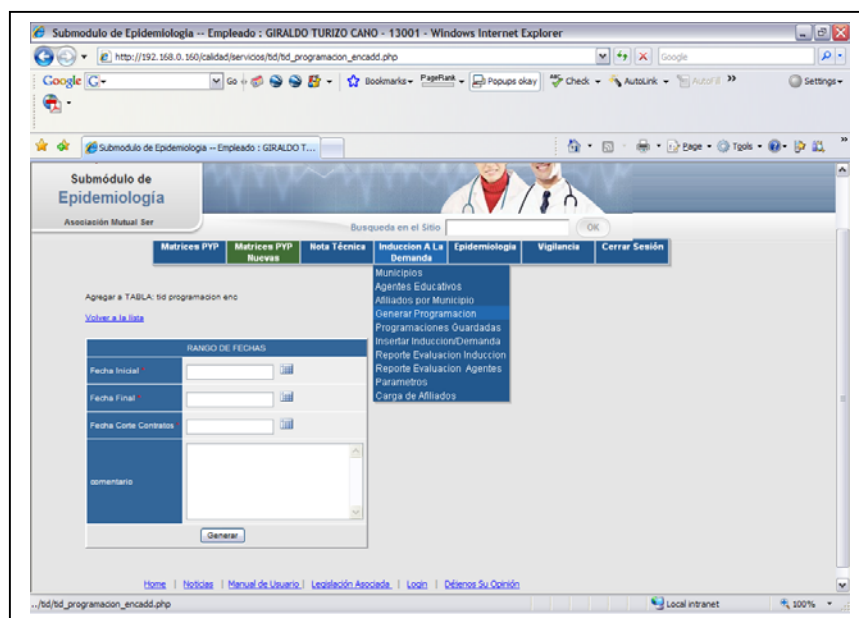 Submodulo de Epidemiología -- Empleado : GIRALDO TURIZO CANO - 13001 - Windows Internet Explorer
http://192.168.0.160/calidad/servicios/tid/tid_programacion_encadd.php
Google
Google G Go Bookmarks PageRank Popups okay Check AutoLink AutoFill Settings
Submodulo de Epidemiologia -- Empleado : GIRALDO T... Page Tools
Submódulo de
Epidemiología
Asociación Mutual Ser
Busqueda en el Sitio OK
Matrices PYP
Matrices PYP Nuevas
Nota Técnica
Induccion A La Demanda
Epidemiologia
Vigilancia
Cerrar Sesión
Municipios
Agentes Educativos
Afiliados por Municipio
Generar Programacion
Programaciones Guardadas
Insertar Induccion/Demanda
Reporte Evaluacion Induccion
Reporte Evaluacion Agentes
Parametros
Carga de Afiliados
Agregar a TABLA: tid programacion enc
Volver a la lista
RANGO DE FECHAS
Fecha Inicial *
Fecha Final *
Fecha Corte Contratos *
comentario
Generar
Home | Noticias | Manual de Usuario | Legislación Asociada | Login | Déjenos Su Opinión
../tid/tid_programacion_encadd.php Local intranet 100%